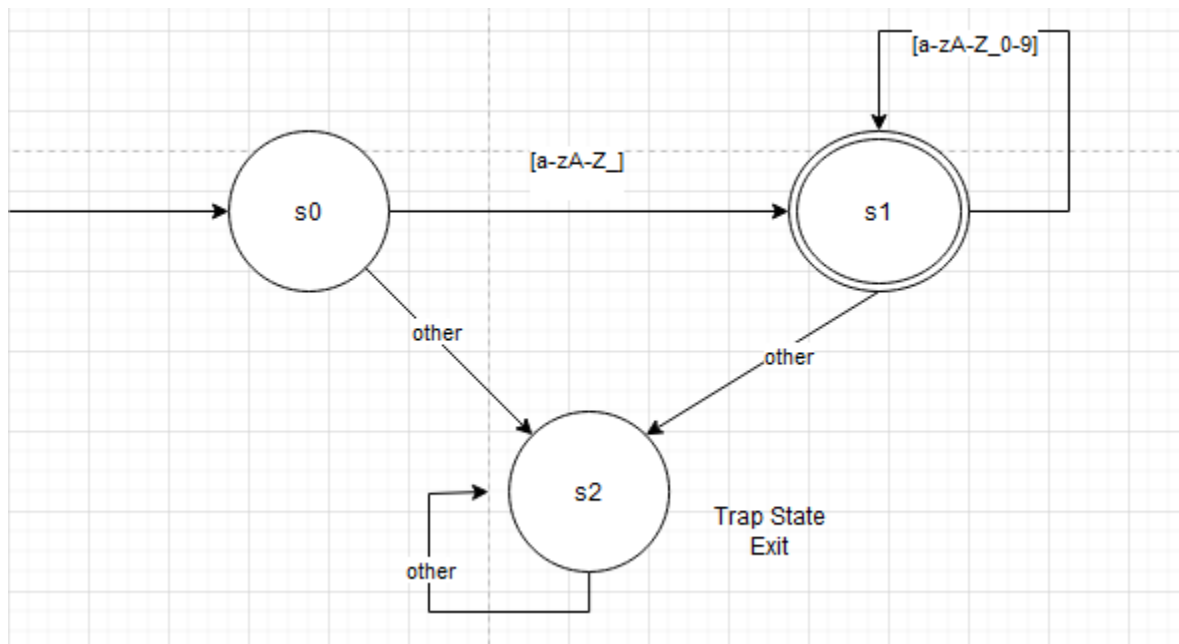 [a-zA-Z_0-9]
[a-zA-Z_]
s0
s1
other
other
s2
Trap State
Exit
other